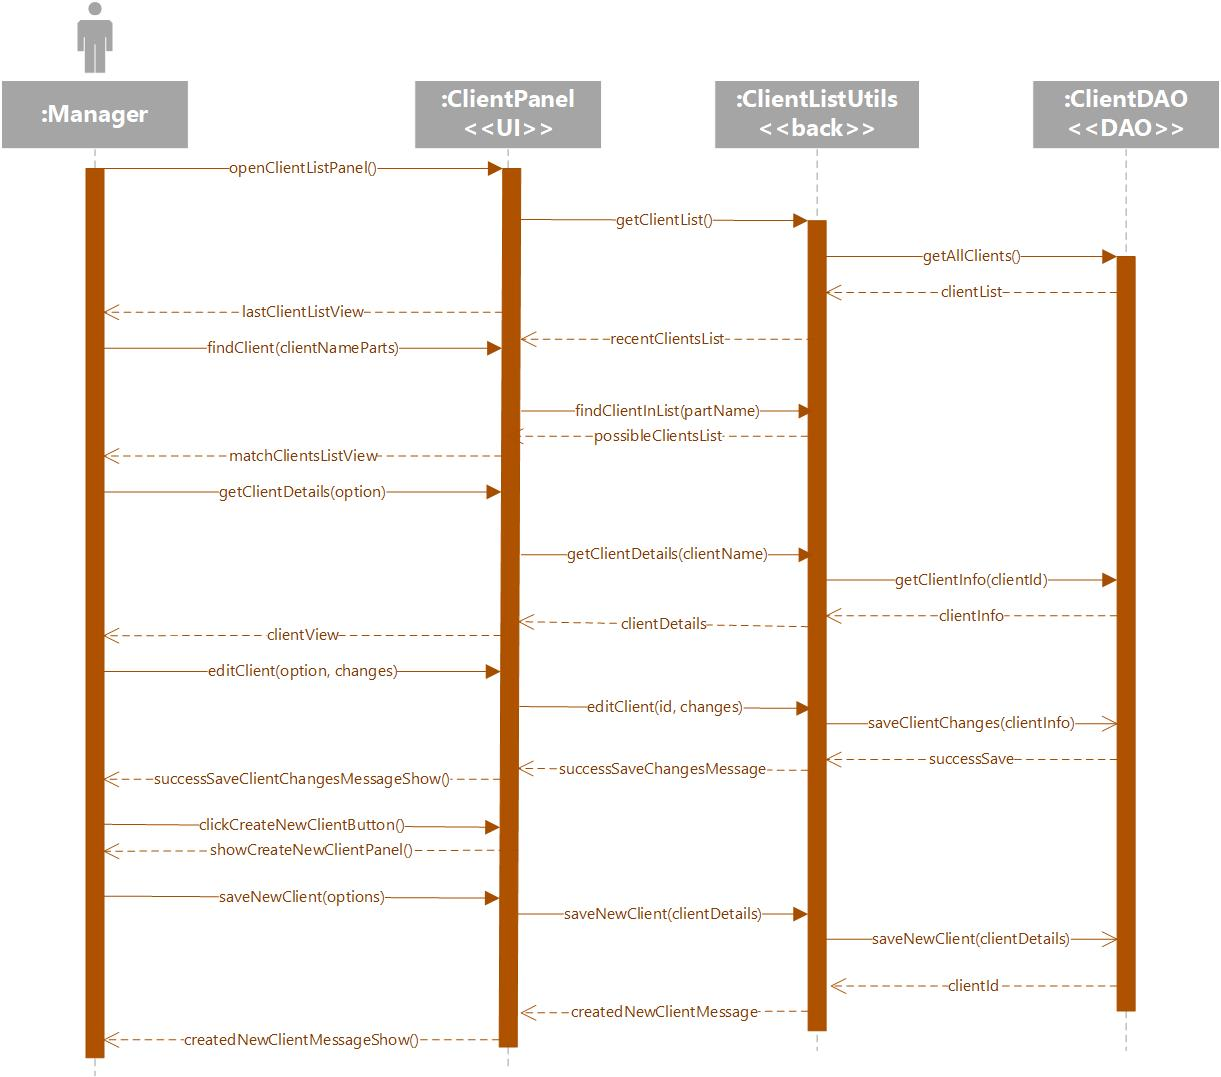 :Manager
:ClientPanel
<<UI>>
:ClientListUtils
<<back>>
:ClientDAO
<<DAO>>
openClientListPanel()
getClientList()
getAllClients()
clientList
lastClientListView
recentClientsList
findClient(clientNameParts)
findClientInList(partName)
possibleClientsList
matchClientsListView
getClientDetails(option)
getClientDetails(clientName)
getClientInfo(clientId)
clientInfo
clientDetails
clientView
editClient(option, changes)
editClient(id, changes)
saveClientChanges(clientInfo)
successSave
successSaveChangesMessage
successSaveClientChangesMessageShow()
clickCreateNewClientButton()
showCreateNewClientPanel()
saveNewClient(options)
saveNewClient(clientDetails)
saveNewClient(clientDetails)
clientId
createdNewClientMessage
createdNewClientMessageShow()